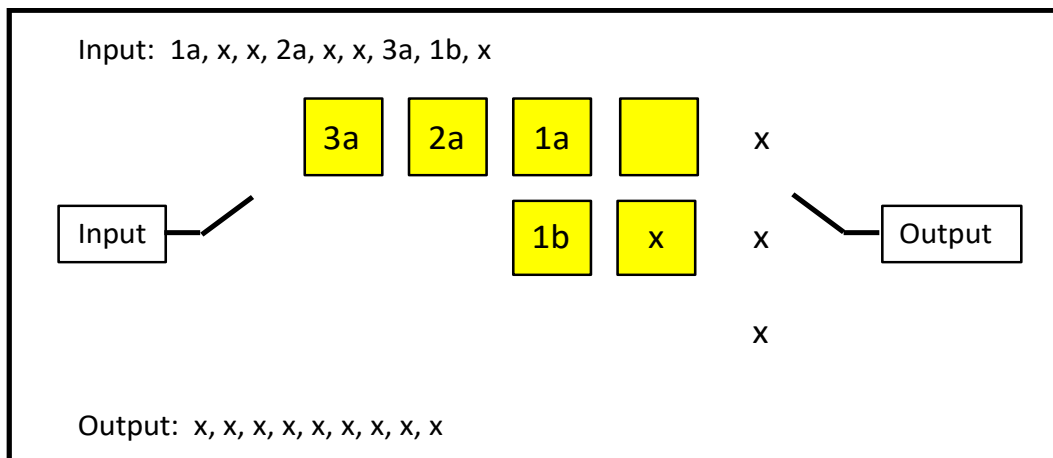 Input: 1a, x, x, 2a, x, x, 3a, 1b, x
3a 2a 1a x
Input 1b x x Output
x
Output: x, x, x, x, x, x, x, x, x